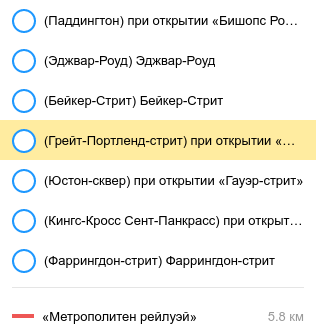 (Паддингтон) при открытии «Бишопс Ро...
(Эджвар-Роуд) Эджвар-Роуд
(Бейкер-Стрит) Бейкер-Стрит
(Грейт-Портленд-стрит) при открытии «...
(Юстон-сквер) при открытии «Гауэр-стрит»
(Кингс-Кросс Сент-Панкрасс) при открыт...
(Фаррингдон-стрит) Фаррингдон-стрит
«Метрополитен рейлуэй» 5.8 км